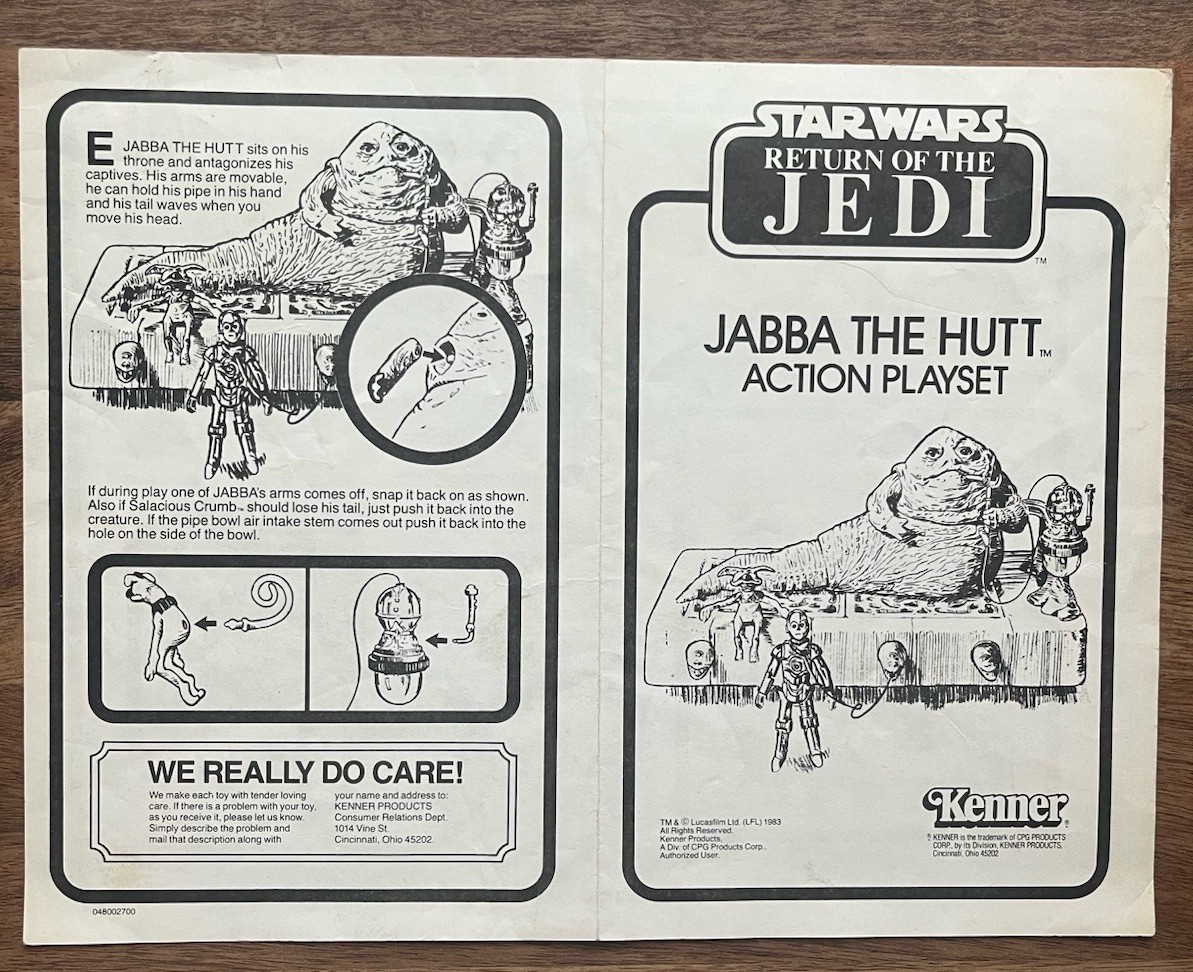 E JABBA THE HUTT sits on his
throne and antagonizes his
captives. His arms are movable,
he can hold his pipe in his hand
and his tail waves when you
move his head.
If during play one of JABBA's arms comes off, snap it back on as shown.
Also if Salacious Crumb™ should lose his tail, just push it back into the
creature. If the pipe bowl air intake stem comes out push it back into the
hole on the side of the bowl.
WE REALLY DO CARE!
We make each toy with tender loving
care. If there is a problem with your toy,
as you receive it, please let us know.
Simply describe the problem and
mail that description along with
your name and address to:
KENNER PRODUCTS
Consumer Relations Dept.
1014 Vine St.
Cincinnati, Ohio 45202.
048002700
STAR WARS
RETURN OF THE
JEDI
TM
JABBA THE HUTT™
ACTION PLAYSET
TM & © Lucasfilm Ltd. (LFL) 1983
All Rights Reserved.
Kenner Products,
A Div. of CPG Products Corp.,
Authorized User.
Kenner®
® KENNER is the trademark of CPG PRODUCTS
CORP., by its Division, KENNER PRODUCTS,
Cincinnati, Ohio 45202